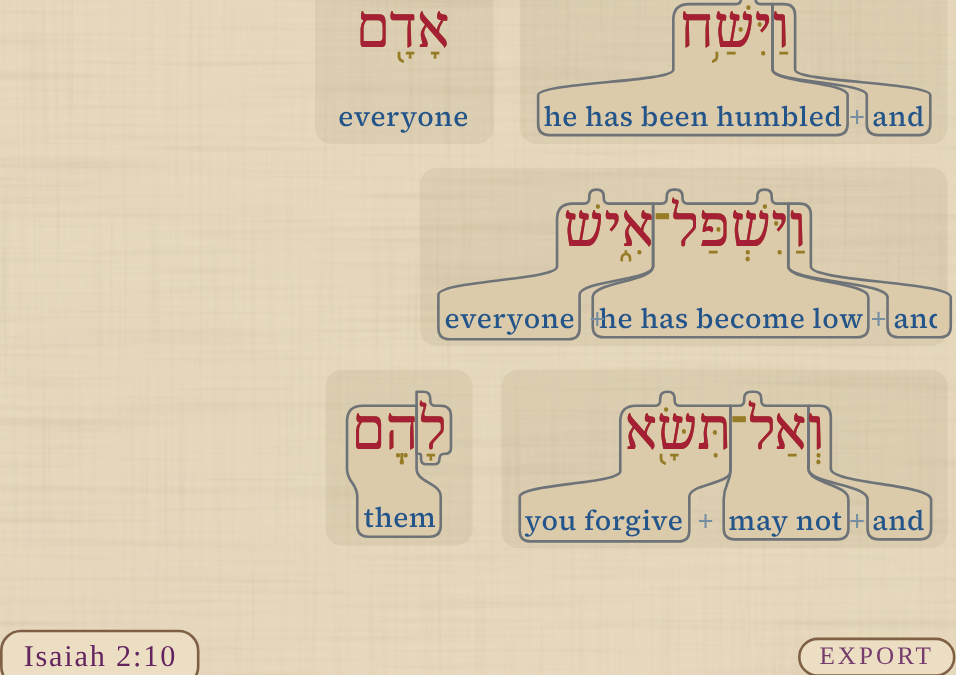 וַיִּשַּׁ֥ח אָדָ֖ם
and + he has been humbled everyone
וַיִּשְׁפַּל־אִ֑ישׁ
and + he has become low + everyone
וְאַל־תִּשָּׂ֖א לָהֶֽם
and + may not + you forgive them
Isaiah 2:10 EXPORT